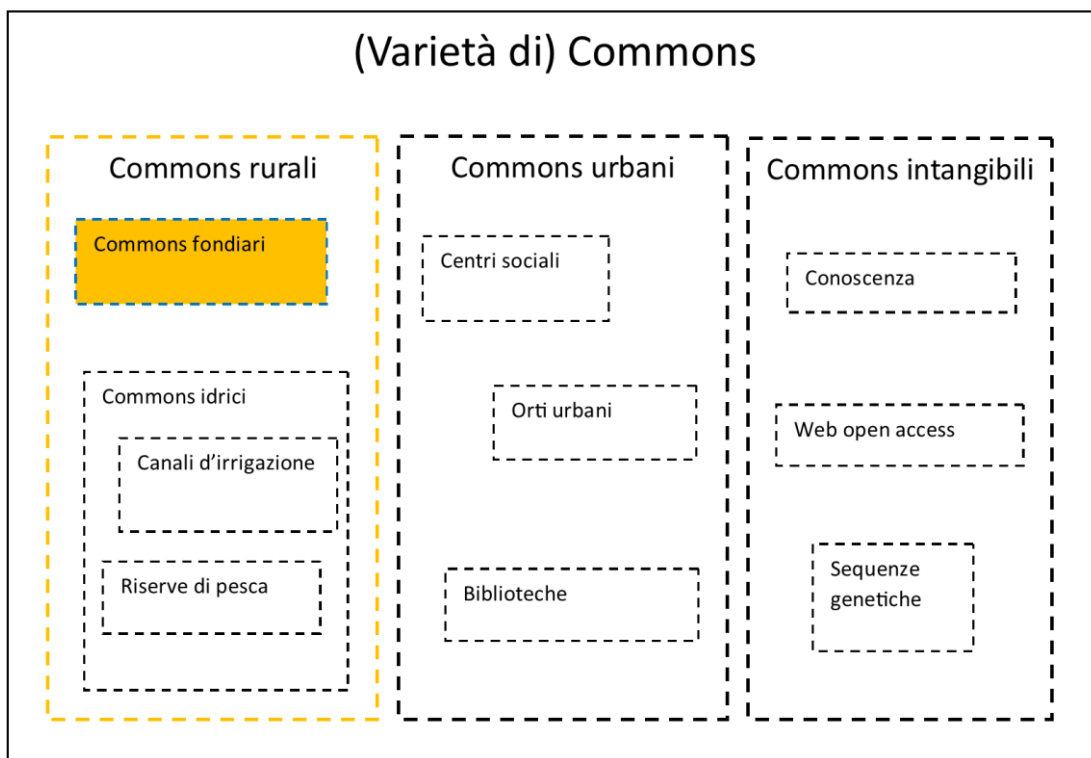 (Varietà di) Commons
Commons rurali
Commons fondiari
Commons idrici
Canali d'irrigazione
Riserve di pesca
Commons urbani
Centri sociali
Orti urbani
Biblioteche
Commons intangibili
Conoscenza
Web open access
Sequenze
genetiche